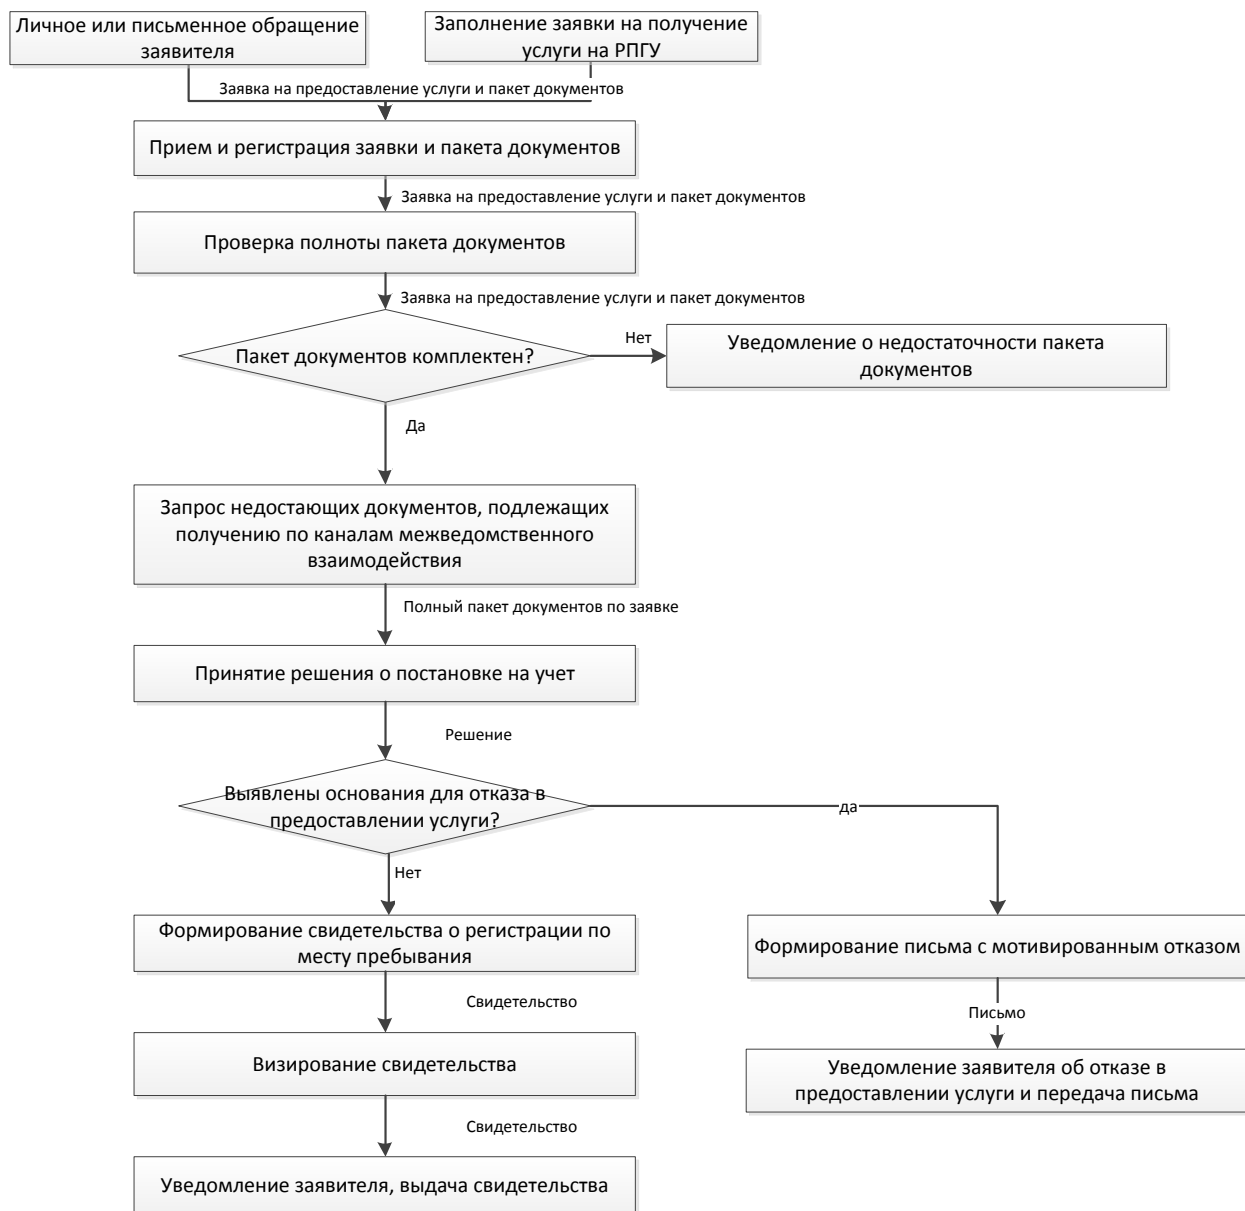 Личное или письменное обращение
заявителя
Заполнение заявки на получение
услуги на РПГУ
Заявка на предоставление услуги и пакет документов
Прием и регистрация заявки и пакета документов
Заявка на предоставление услуги и пакет документов
Проверка полноты пакета документов
Заявка на предоставление услуги и пакет документов
Пакет документов комплектен?
Нет
Уведомление о недостаточности пакета
документов
Да
Запрос недостающих документов, подлежащих
получению по каналам межведомственного
взаимодействия
Полный пакет документов по заявке
Принятие решения о постановке на учет
Решение
Выявлены основания для отказа в
предоставлении услуги?
да
Нет
Формирование свидетельства о регистрации по
месту пребывания
Формирование письма с мотивированным отказом
Свидетельство
Письмо
Визирование свидетельства
Уведомление заявителя об отказе в
предоставлении услуги и передача письма
Свидетельство
Уведомление заявителя, выдача свидетельства